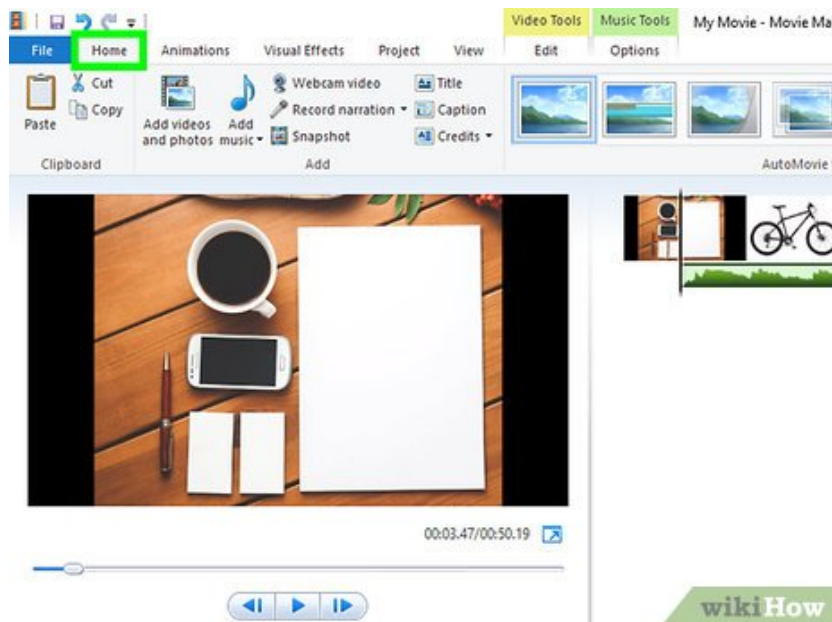 Video Tools Music Tools My Movie - Movie Ma
File Home Animations Visual Effects Project View Edit Options
Paste
Cut
Copy
Clipboard
Add videos
and photos
Add
music
Webcam video
Record narration
Snapshot
Title
Caption
Credits
Add
AutoMovie
00:03.47/00:50.19
wikiHow